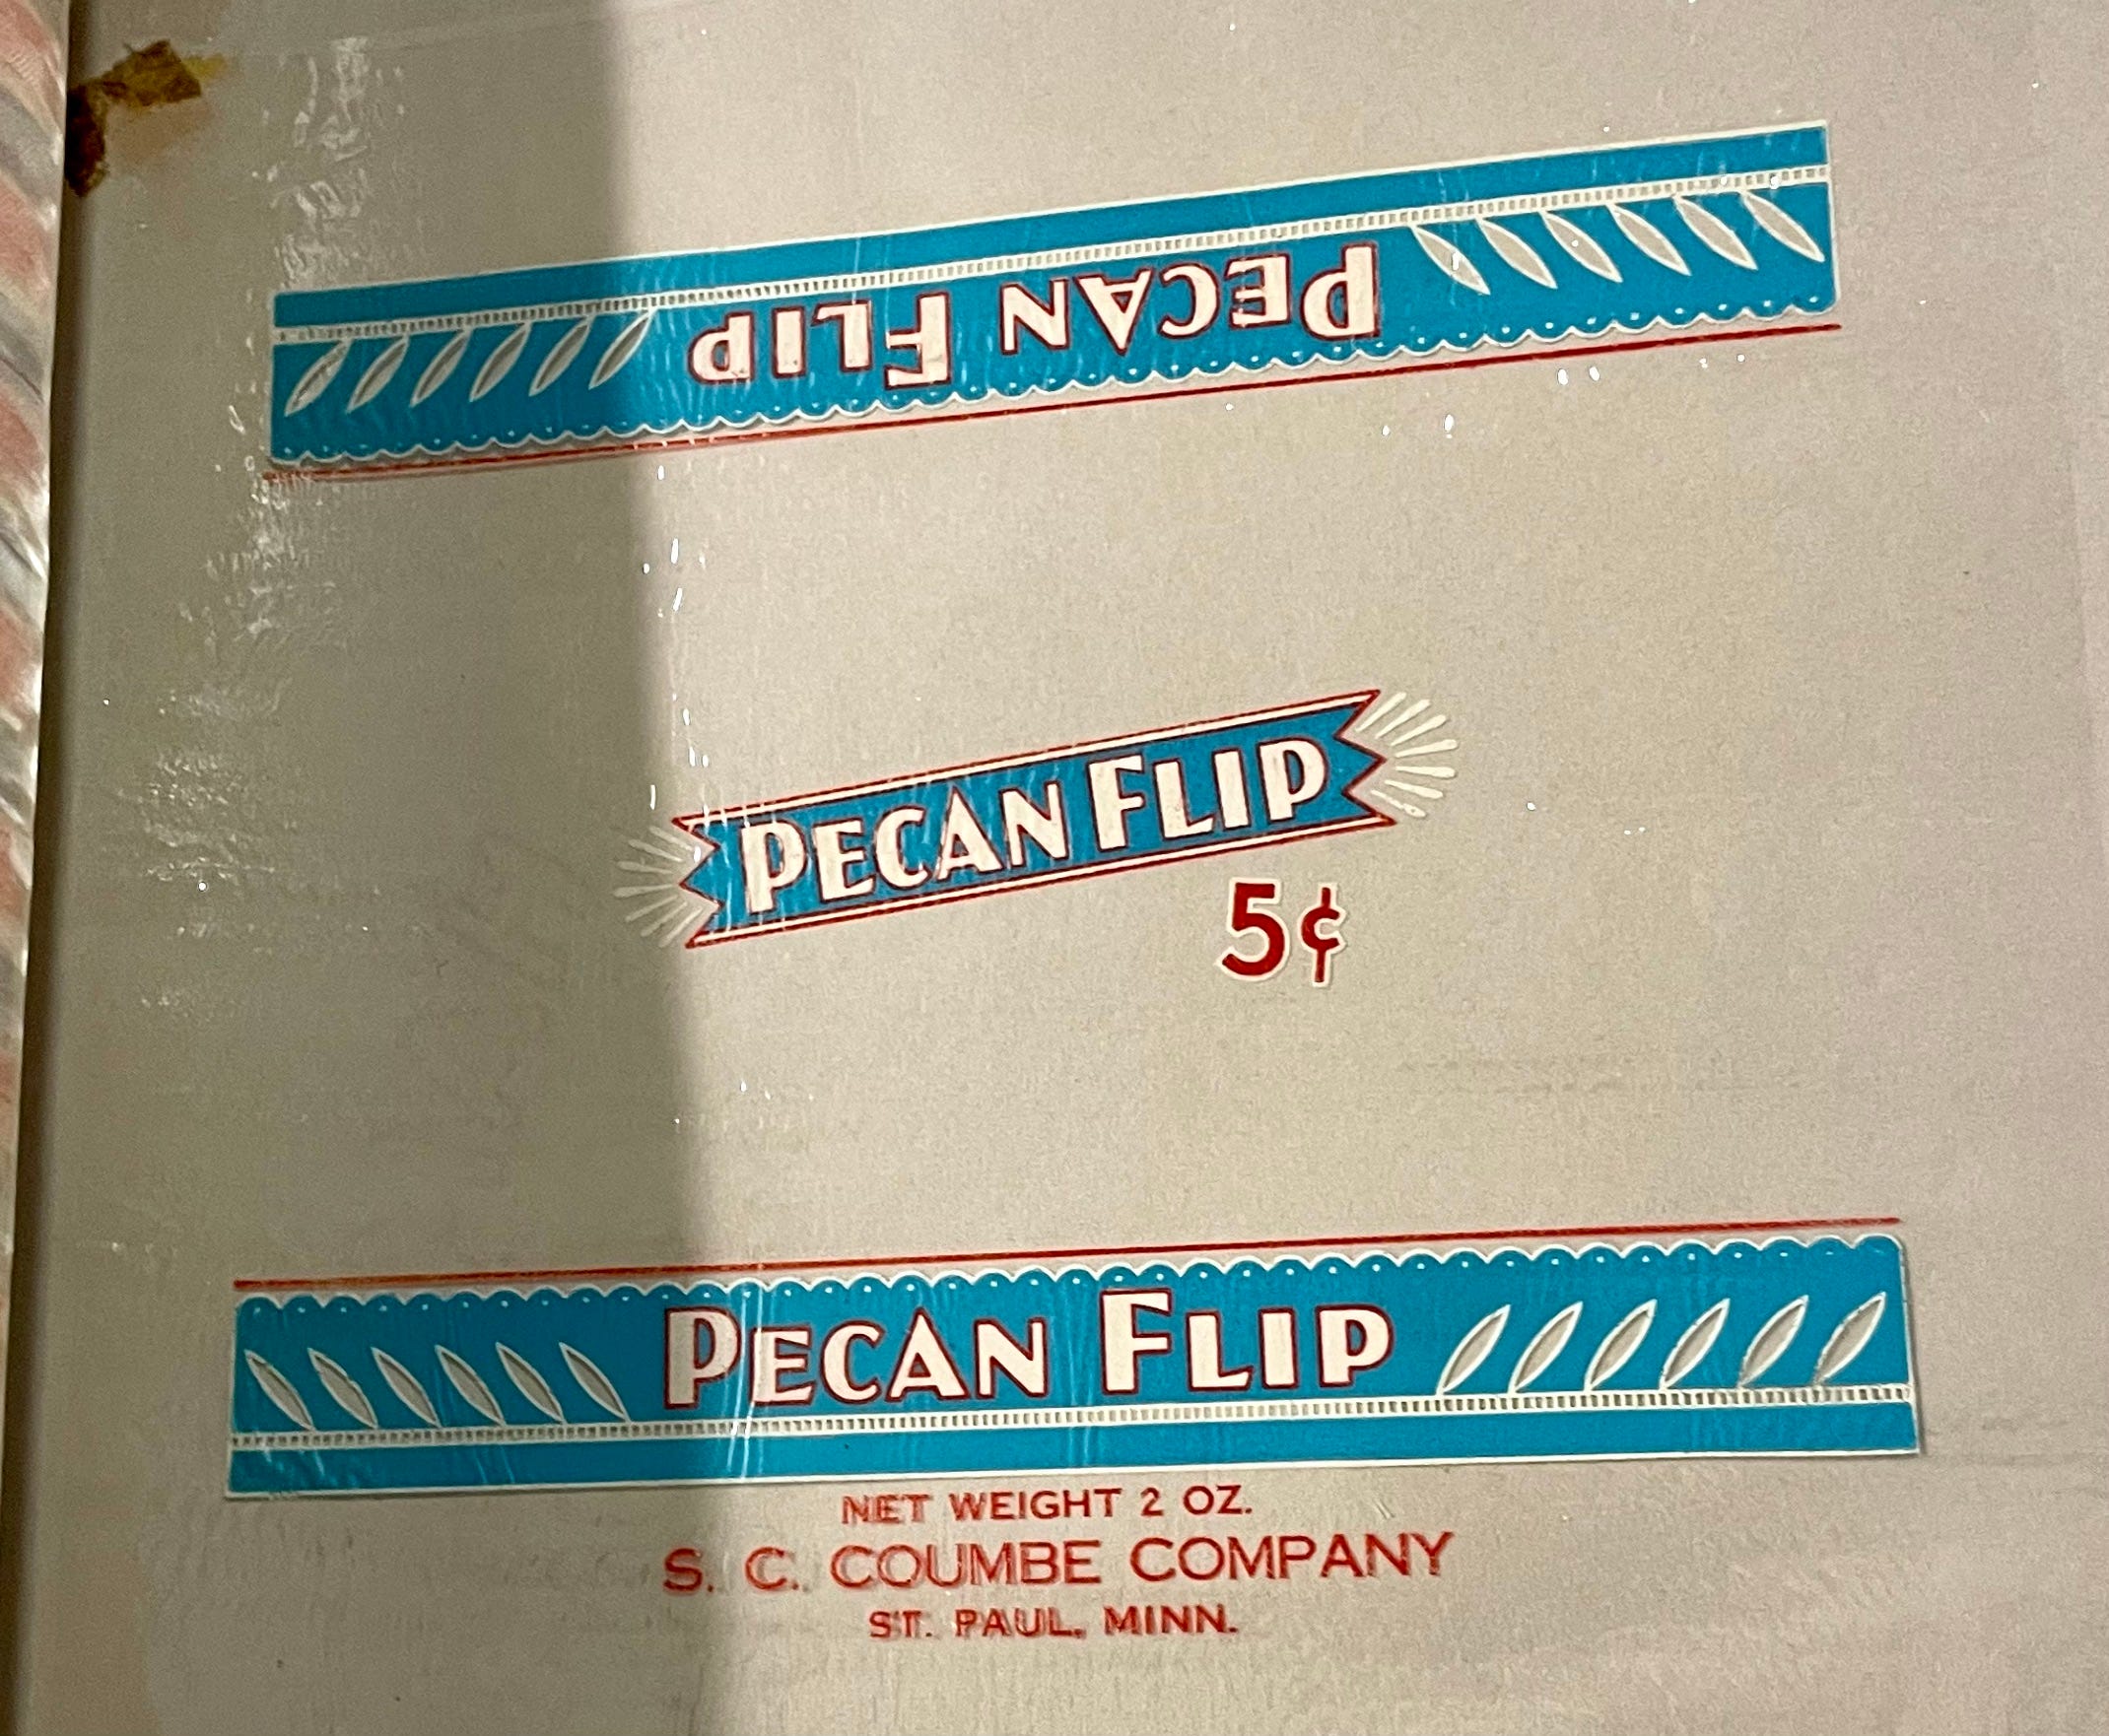 PECAN FLIP
PECAN FLIP
5¢
PECAN FLIP
NET WEIGHT 2 OZ.
S. C. COUMBE COMPANY
ST. PAUL, MINN.